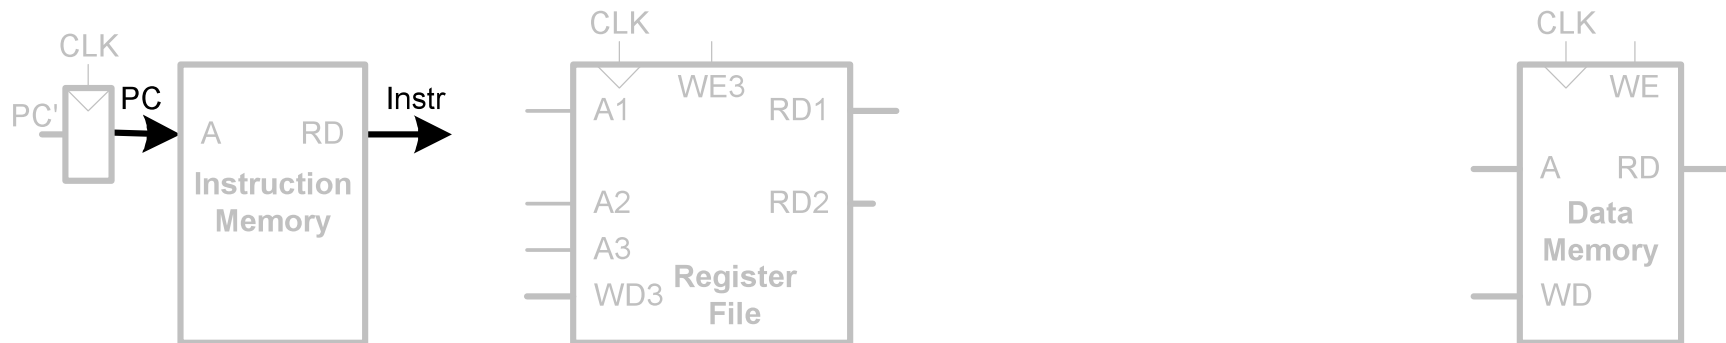 CLK
PC'
PC
A
RD
Instruction
Memory
Instr
CLK
WE3
A1
RD1
A2
RD2
A3
WD3
Register
File
CLK
WE
A
RD
Data
Memory
WD